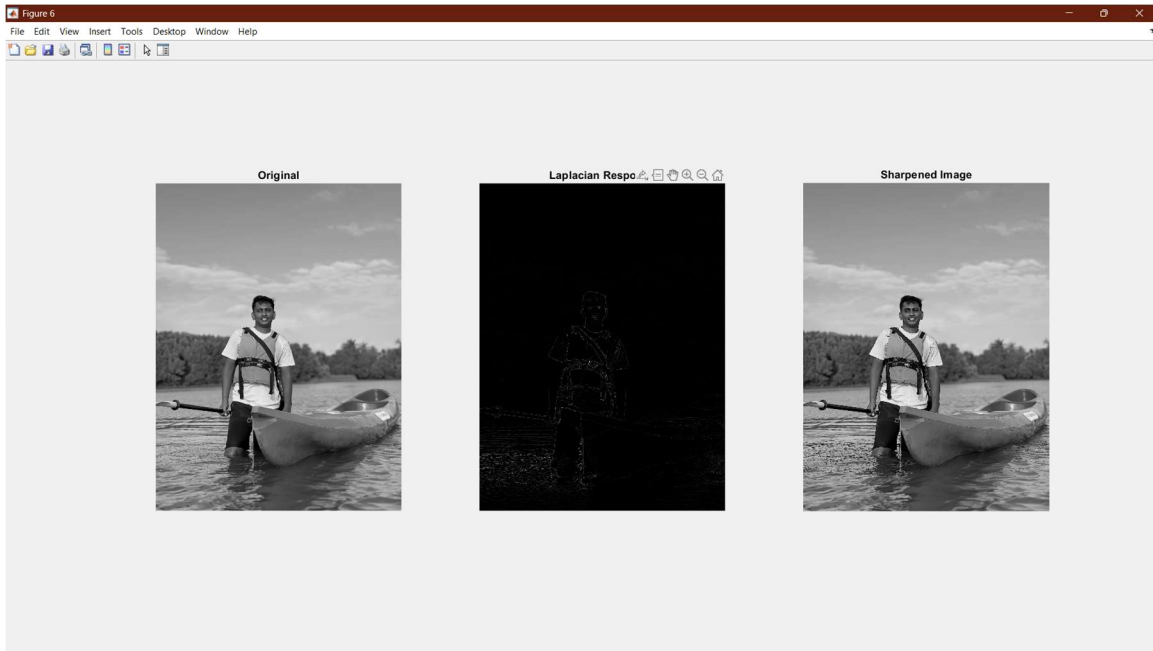 Figure 6
File Edit View Insert Tools Desktop Window Help
Original
Laplacian Respo
Sharpened Image